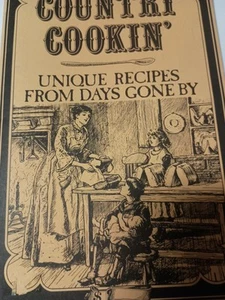 COUNTRY
COOKIN'
UNIQUE RECIPES
FROM DAYS GONE BY